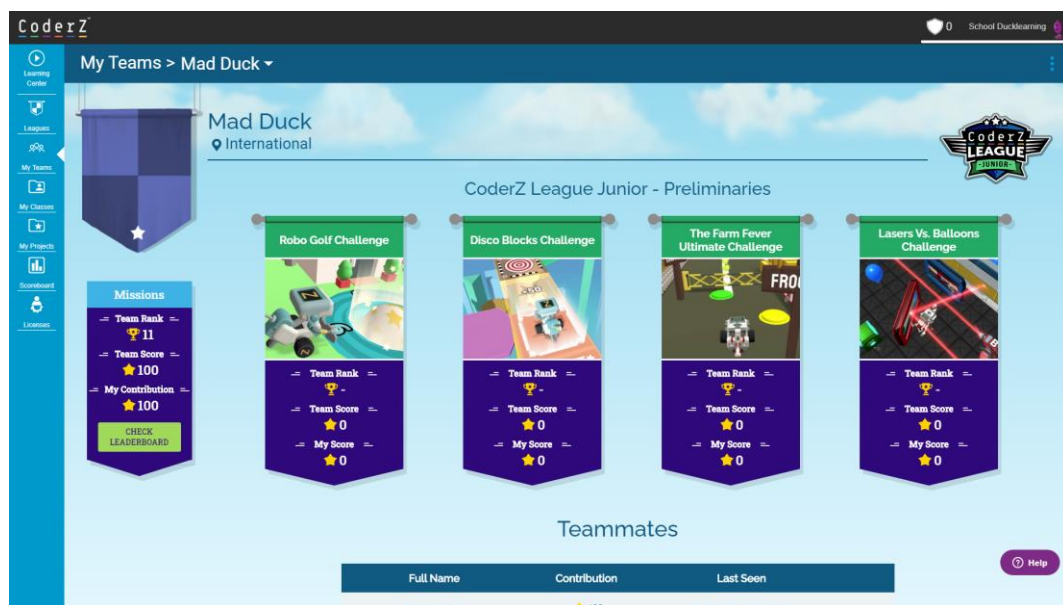 CoderZ
0
School Ducklearning
Learning
Center
Leagues
My Teams
My Classes
My Projects
Scoreboard
Licenses
My Teams > Mad Duck
Mad Duck
International
CoderZ
LEAGUE
-JUNIOR-
CoderZ League Junior - Preliminaries
Missions
Team Rank
11
Team Score
100
My Contribution
100
CHECK
LEADERBOARD
Robo Golf Challenge
Z
Team Rank
-
Team Score
0
My Score
0
Disco Blocks Challenge
250
Team Rank
-
Team Score
0
My Score
0
The Farm Fever
Ultimate Challenge
FRO
Team Rank
-
Team Score
0
My Score
0
Lasers Vs. Balloons
Challenge
Team Rank
-
Team Score
0
My Score
0
Teammates
Full Name
Contribution
Last Seen
Help